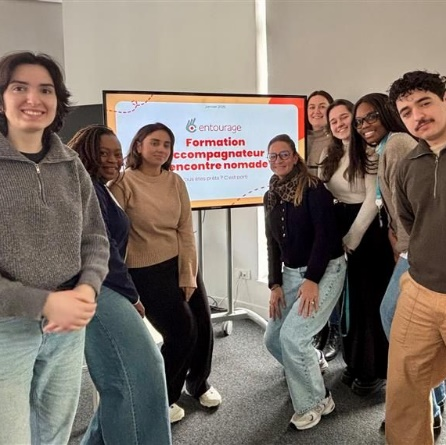 entourage
Formation
accompagnateur
rencontre nomade